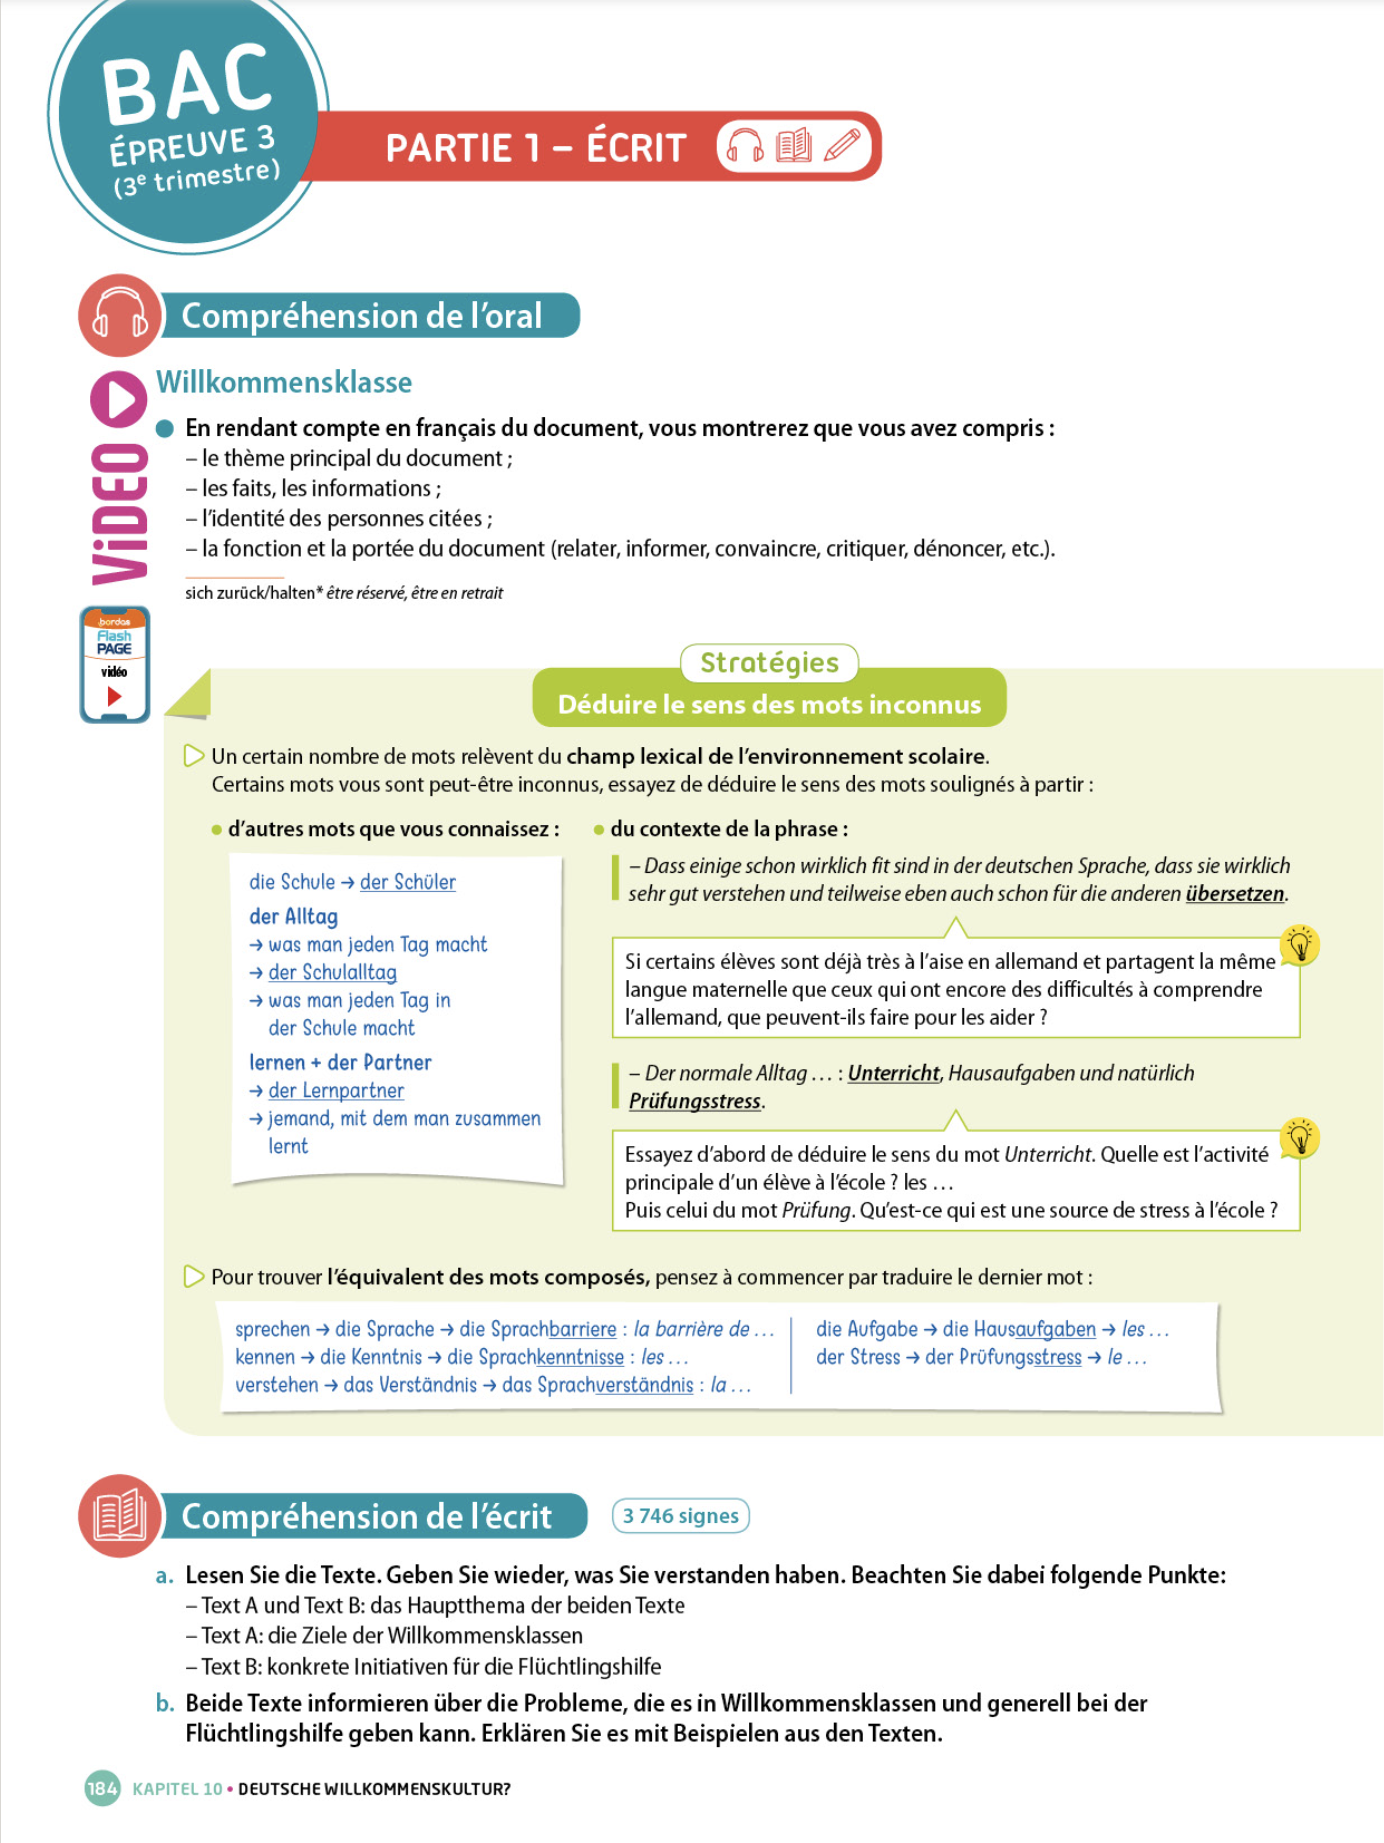 BAC
ÉPREUVE 3
(3e trimestre)
PARTIE 1 – ÉCRIT
Compréhension de l'oral
Willkommensklasse
ViDEO
En rendant compte en français du document, vous montrerez que vous avez compris :
– le thème principal du document ;
– les faits, les informations ;
– l'identité des personnes citées ;
– la fonction et la portée du document (relater, informer, convaincre, critiquer, dénoncer, etc.).
sich zurück/halten* être réservé, être en retrait
bordas
Flash
PAGE
vidéo
Stratégies
Déduire le sens des mots inconnus
Un certain nombre de mots relèvent du champ lexical de l'environnement scolaire.
Certains mots vous sont peut-être inconnus, essayez de déduire le sens des mots soulignés à partir :
• d'autres mots que vous connaissez :
die Schule → der Schüler
der Alltag
→ was man jeden Tag macht
→ der Schulalltag
→ was man jeden Tag in
der Schule macht
lernen + der Partner
→ der Lernpartner
→ jemand, mit dem man zusammen
lernt
• du contexte de la phrase :
– Dass einige schon wirklich fit sind in der deutschen Sprache, dass sie wirklich
sehr gut verstehen und teilweise eben auch schon für die anderen übersetzen.
Si certains élèves sont déjà très à l'aise en allemand et partagent la même
langue maternelle que ceux qui ont encore des difficultés à comprendre
l'allemand, que peuvent-ils faire pour les aider ?
– Der normale Alltag … : Unterricht, Hausaufgaben und natürlich
Prüfungsstress.
Essayez d'abord de déduire le sens du mot Unterricht. Quelle est l'activité
principale d'un élève à l'école ? les …
Puis celui du mot Prüfung. Qu'est-ce qui est une source de stress à l'école ?
Pour trouver l'équivalent des mots composés, pensez à commencer par traduire le dernier mot :
sprechen → die Sprache → die Sprachbarriere : la barrière de …
kennen → die Kenntnis → die Sprachkenntnisse : les …
verstehen → das Verständnis → das Sprachverständnis : la …
die Aufgabe → die Hausaufgaben → les …
der Stress → der Prüfungsstress → le …
Compréhension de l'écrit
3 746 signes
a. Lesen Sie die Texte. Geben Sie wieder, was Sie verstanden haben. Beachten Sie dabei folgende Punkte:
– Text A und Text B: das Hauptthema der beiden Texte
– Text A: die Ziele der Willkommensklassen
– Text B: konkrete Initiativen für die Flüchtlingshilfe
b. Beide Texte informieren über die Probleme, die es in Willkommensklassen und generell bei der
Flüchtlingshilfe geben kann. Erklären Sie es mit Beispielen aus den Texten.
184 KAPITEL 10 • DEUTSCHE WILLKOMMENSKULTUR?